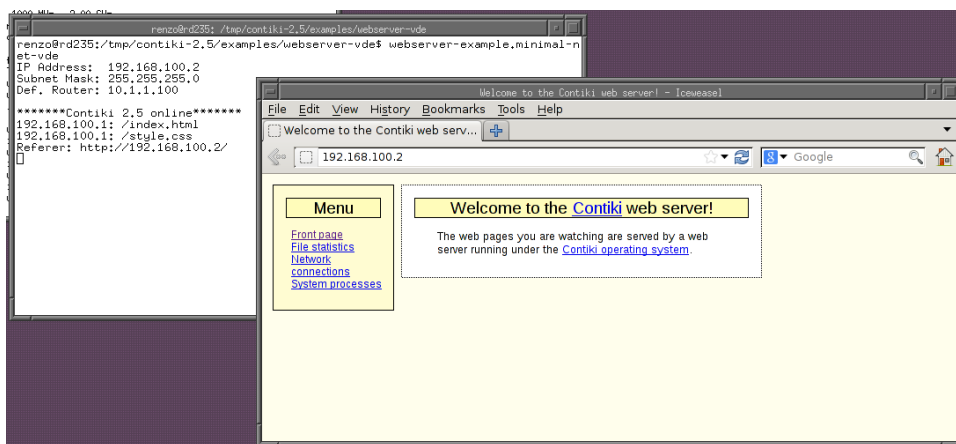 renzo@rd235: /tmp/contiki-2.5/examples/webserver-vde
renzo@rd235:/tmp/contiki-2.5/examples/webserver-vde$ webserver-example.minimal-n
et-vde
IP Address:  192.168.100.2
Subnet Mask: 255.255.255.0
Def. Router: 10.1.1.100
*******Contiki 2.5 online*******
192.168.100.1: /index.html
192.168.100.1: /style.css
Referer: http://192.168.100.2/
Welcome to the Contiki web server! - Iceweasel
File Edit View History Bookmarks Tools Help
Welcome to the Contiki web serv...
192.168.100.2
Google
Menu
Front page
File statistics
Network
connections
System processes
Welcome to the Contiki web server!
The web pages you are watching are served by a web
server running under the Contiki operating system.